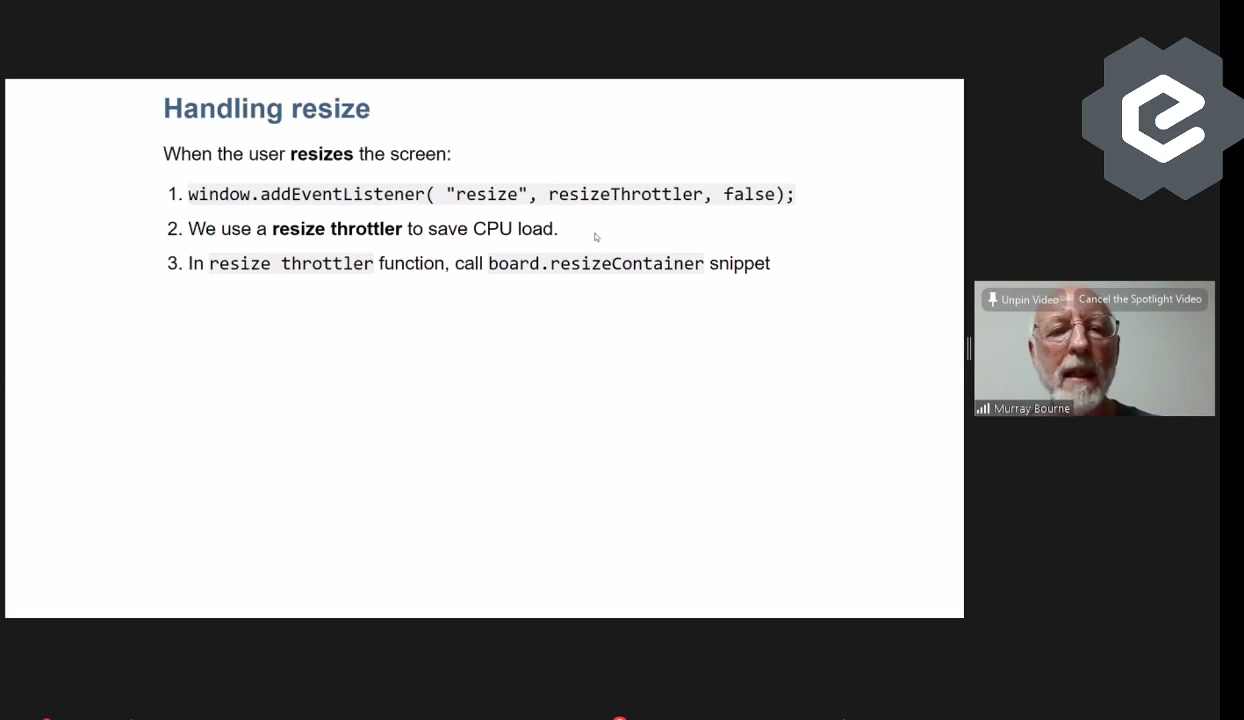 Handling resize
When the user resizes the screen:
1. window.addEventListener( "resize", resizeThrottler, false);
2. We use a resize throttler to save CPU load.
3. In resize throttler function, call board.resizeContainer snippet
Unpin Video
Cancel the Spotlight Video
Murray Bourne